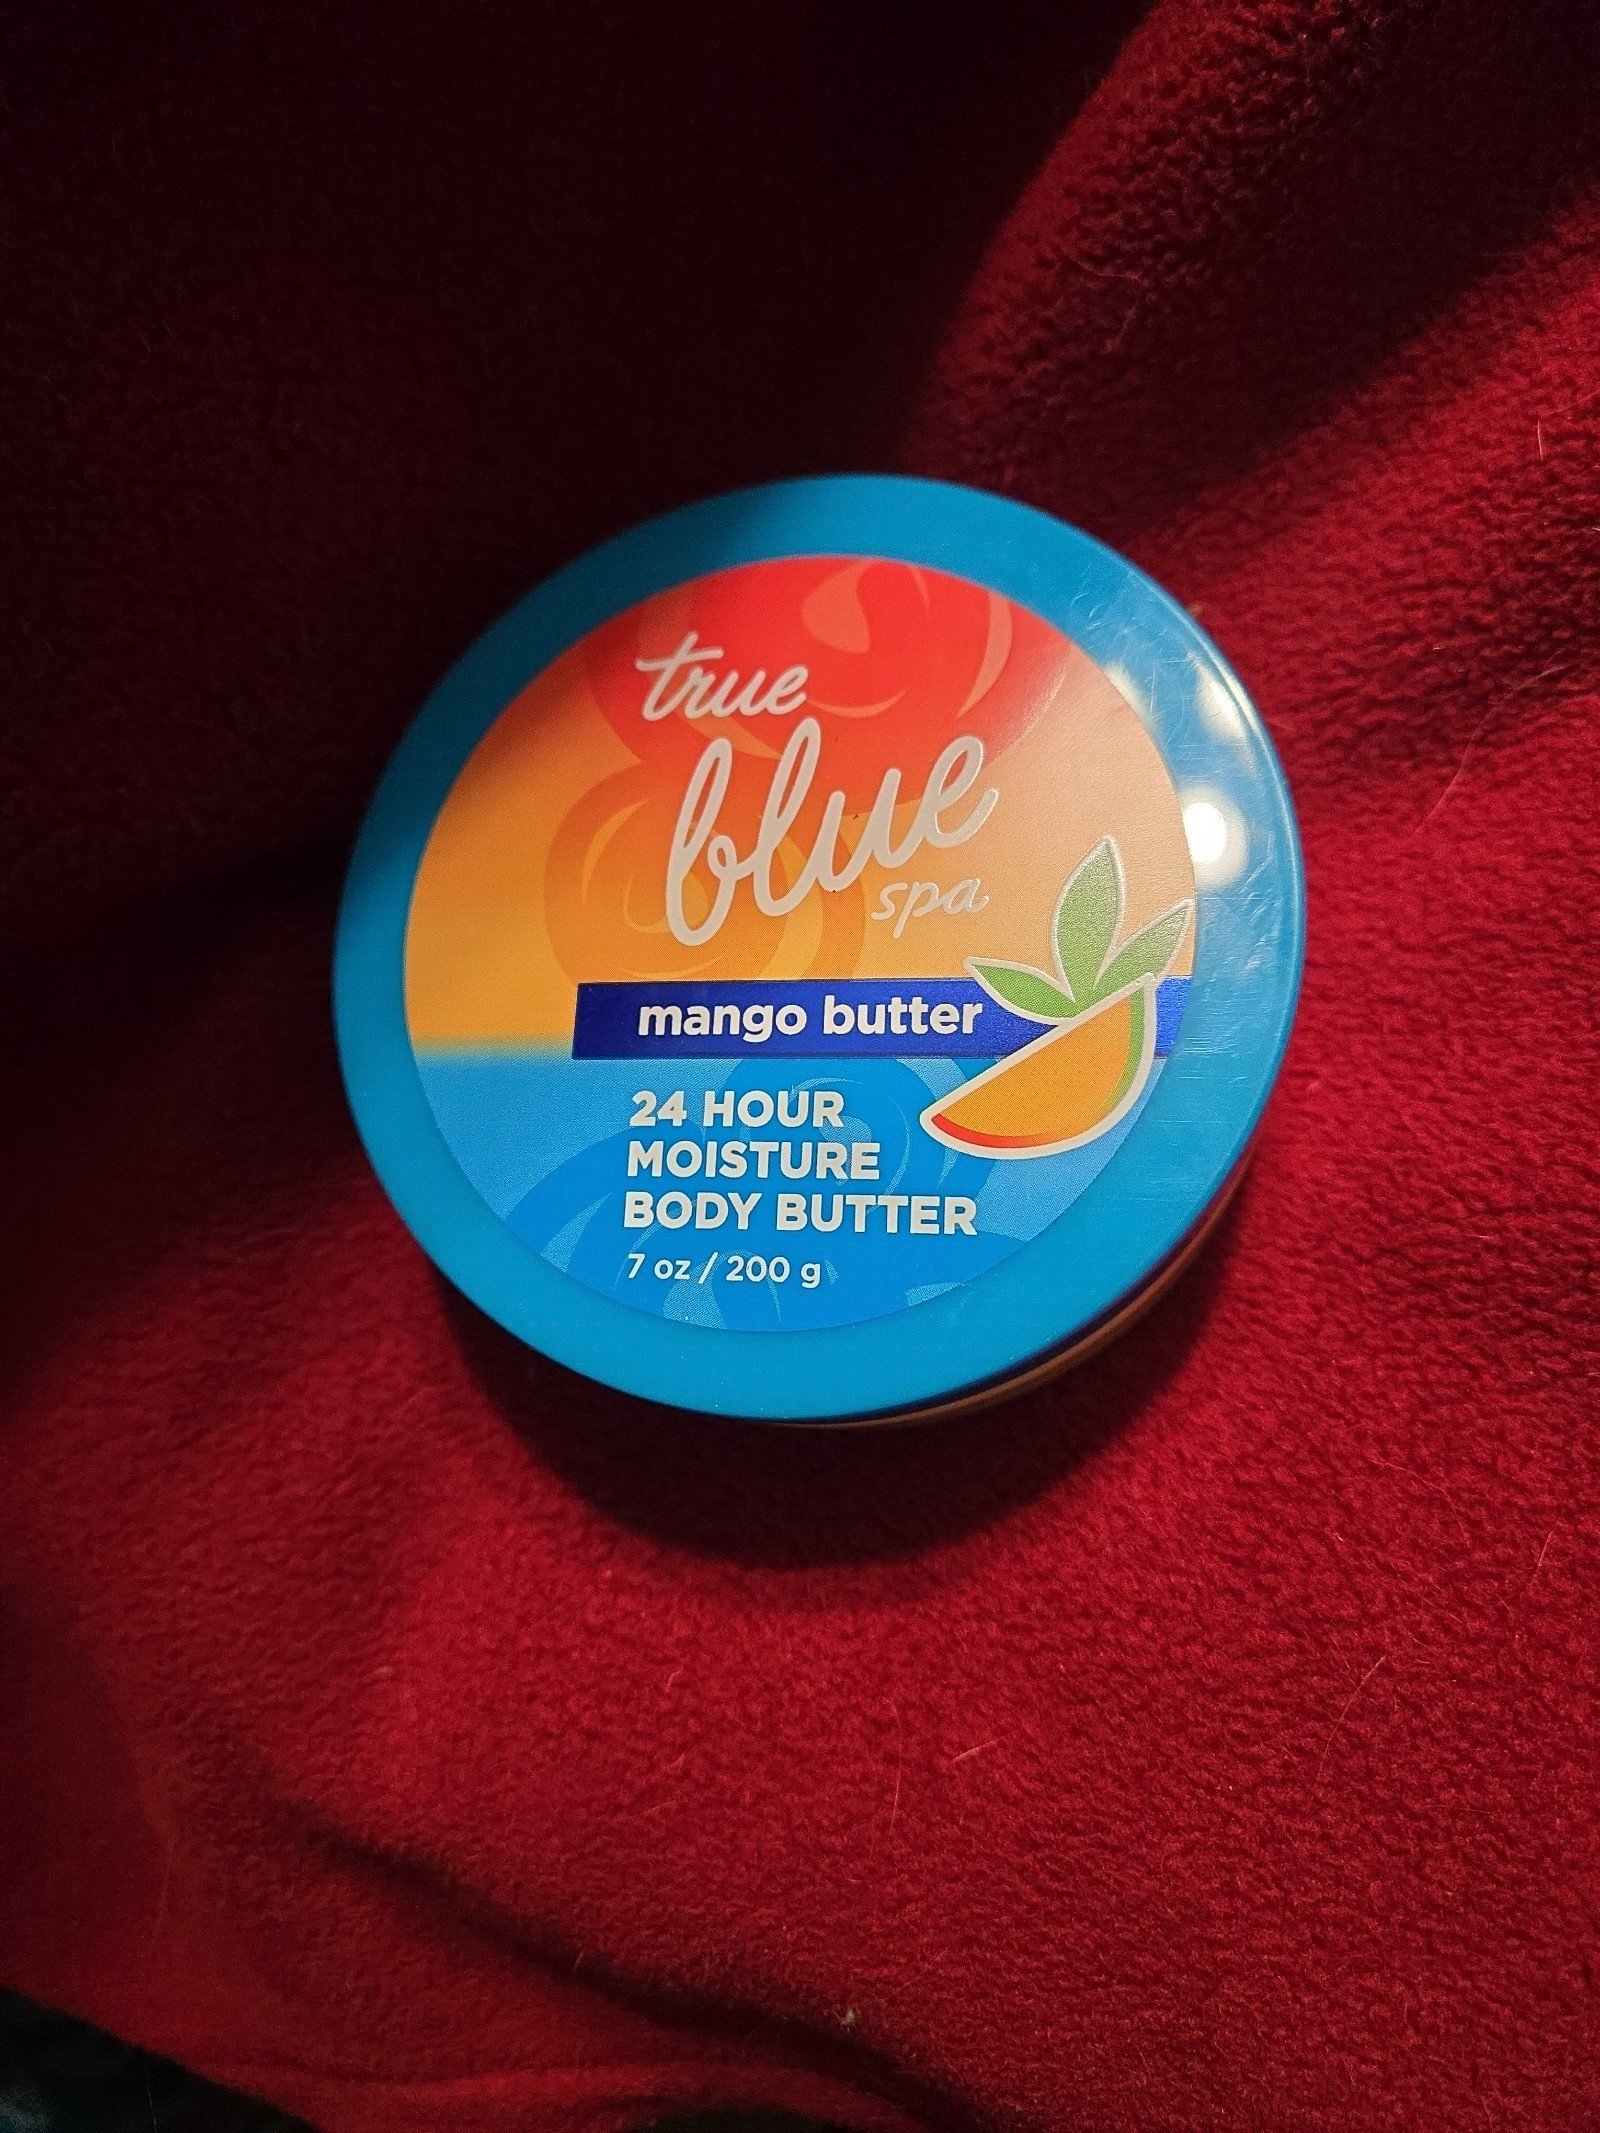 true
blue
spa
mango butter
24 HOUR
MOISTURE
BODY BUTTER
7 oz / 200 g